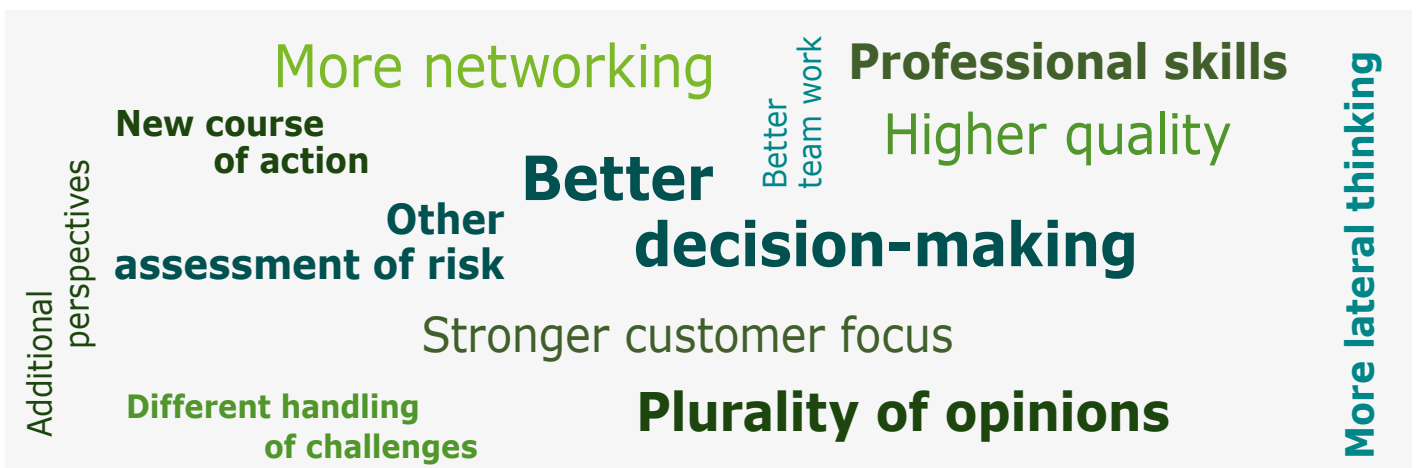 More networking
Better
team work
Professional skills
More lateral thinking
New course
of action
Higher quality
Additional
perspectives
Better
decision-making
Other
assessment of risk
Stronger customer focus
Different handling
of challenges
Plurality of opinions